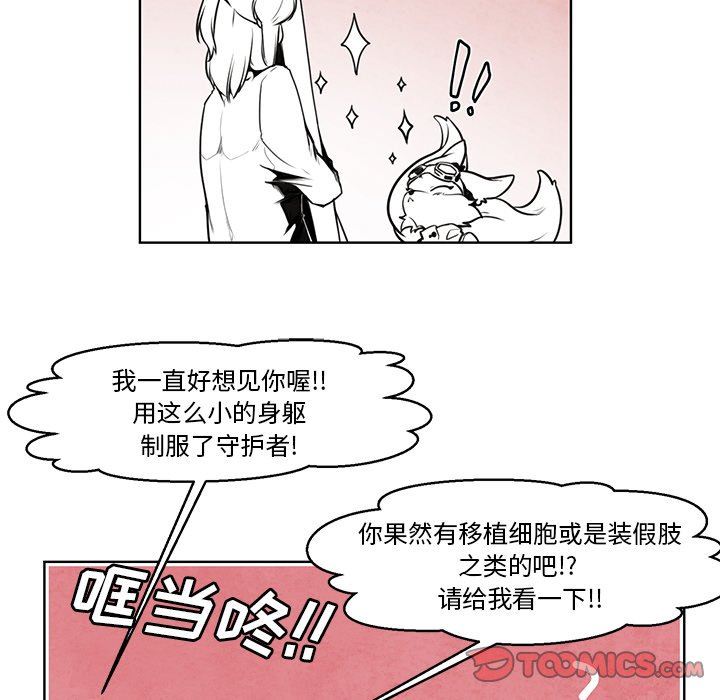 !!
我一直好想见你喔!!
用这么小的身躯
制服了守护者!
你果然有移植细胞或是装假肢
之类的吧!?
请给我看一下!!
哐当咚!!
?
TOOMICS.com